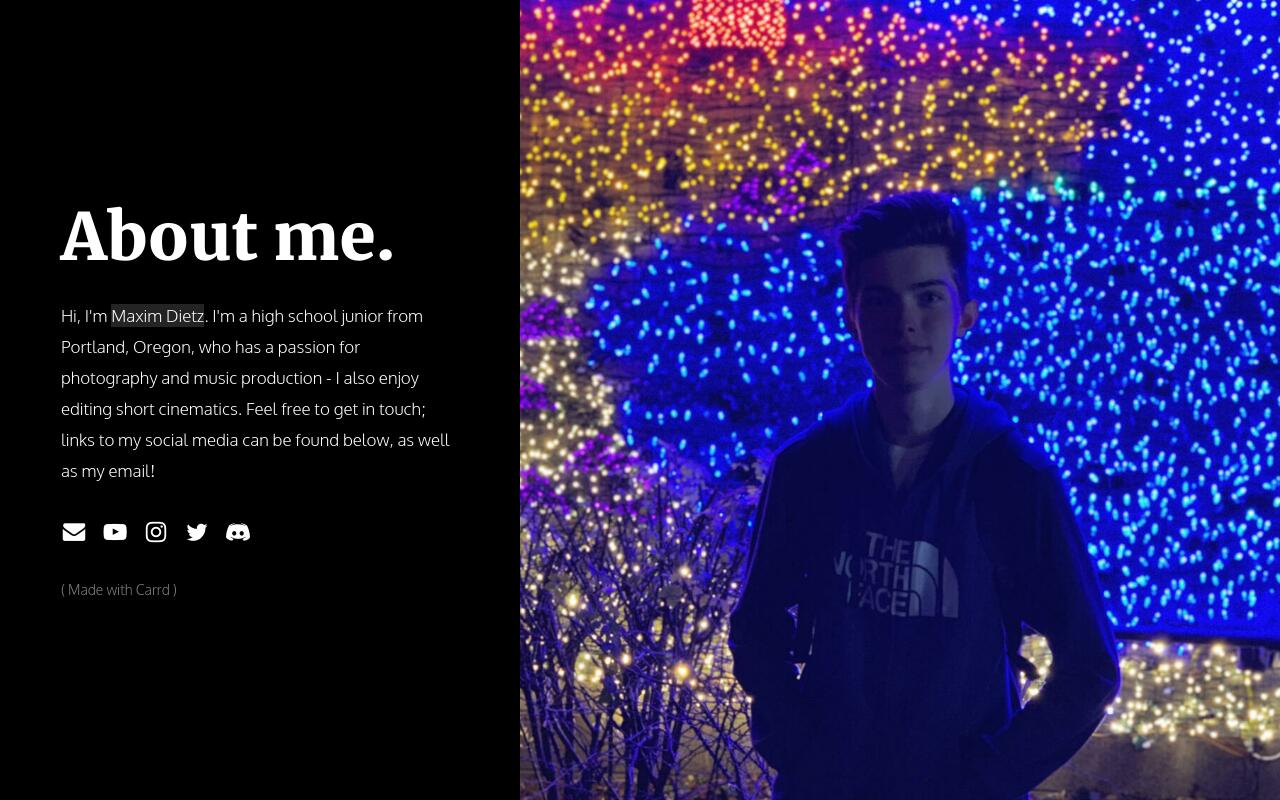 About me.
Hi, I'm Maxim Dietz. I'm a high school junior from
Portland, Oregon, who has a passion for
photography and music production - I also enjoy
editing short cinematics. Feel free to get in touch;
links to my social media can be found below, as well
as my email!
( Made with Carrd )
THE
NORTH
FACE